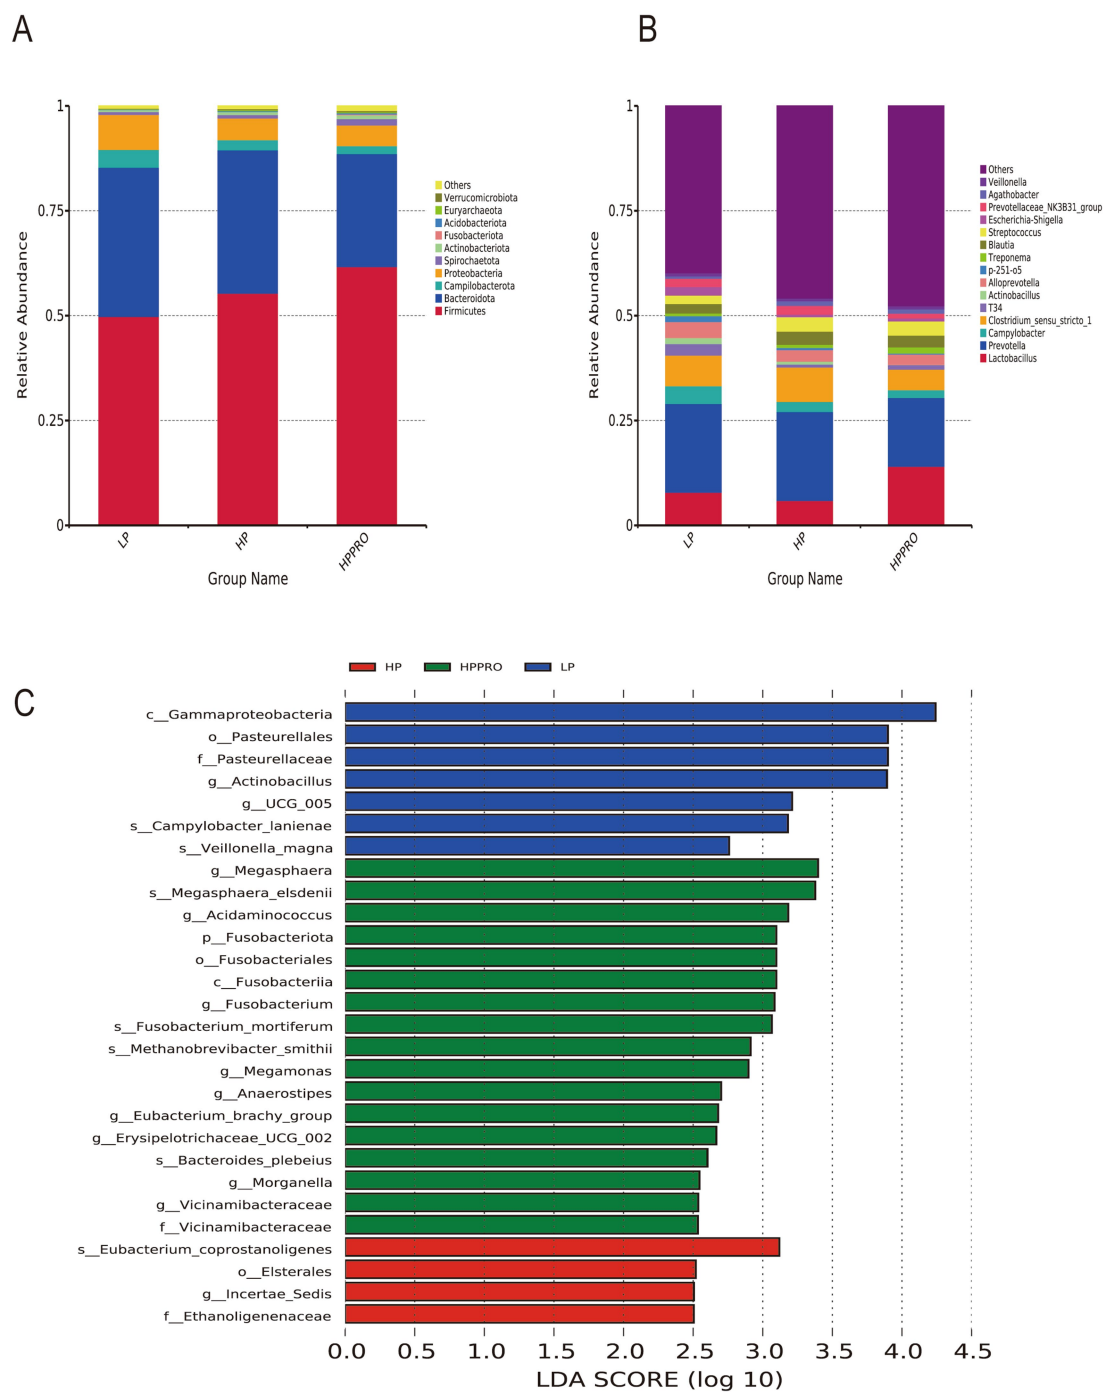 A
B
1
0.75
0.5
0.25
0
Relative Abundance
LP
HP
HPPRO
Group Name
Others
Verrucomicrobiota
Euryarchaeota
Acidobacteriota
Fusobacteriota
Actinobacteriota
Spirochaetota
Proteobacteria
Campilobacterota
Bacteroidota
Firmicutes
1
0.75
0.5
0.25
0
Relative Abundance
LP
HP
HPPRO
Group Name
Others
Veillonella
Agathobacter
Prevotellaceae_NK3B31_group
Escherichia-Shigella
Streptococcus
Blautia
Treponema
p-251-o5
Alloprevotella
Actinobacillus
T34
Clostridium_sensu_stricto_1
Campylobacter
Prevotella
Lactobacillus
C
HP HPPRO LP
c__Gammaproteobacteria
o__Pasteurellales
f__Pasteurellaceae
g__Actinobacillus
g__UCG_005
s__Campylobacter_lanienae
s__Veillonella_magna
g__Megasphaera
s__Megasphaera_elsdenii
g__Acidaminococcus
p__Fusobacteriota
o__Fusobacteriales
c__Fusobacteriia
g__Fusobacterium
s__Fusobacterium_mortiferum
s__Methanobrevibacter_smithii
g__Megamonas
g__Anaerostipes
g__Eubacterium_brachy_group
g__Erysipelotrichaceae_UCG_002
s__Bacteroides_plebeius
g__Morganella
g__Vicinamibacteraceae
f__Vicinamibacteraceae
s__Eubacterium_coprostanoligenes
o__Elsterales
g__Incertae_Sedis
f__Ethanoligenenaceae
0.0 0.5 1.0 1.5 2.0 2.5 3.0 3.5 4.0 4.5
LDA SCORE (log 10)